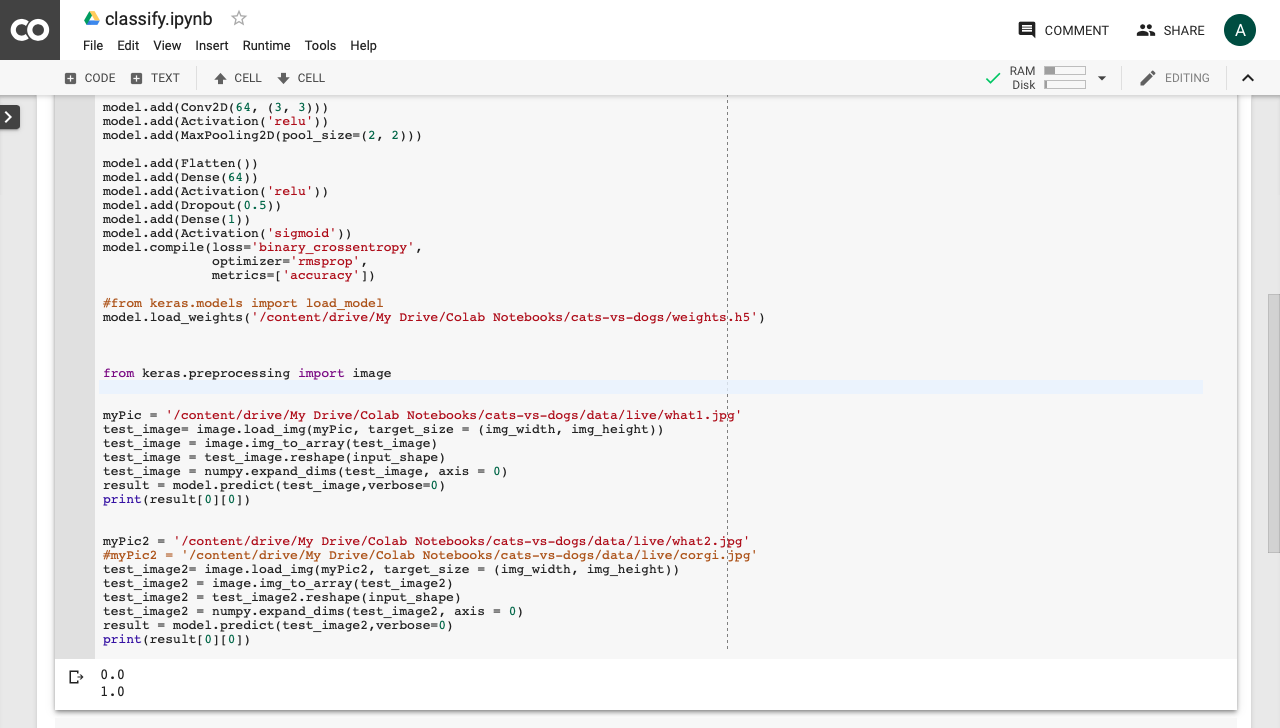 classify.ipynb
COMMENT
SHARE
A
File Edit View Insert Runtime Tools Help
CODE
TEXT
CELL
CELL
RAM
Disk
EDITING
model.add(Conv2D(64, (3, 3)))
model.add(Activation('relu'))
model.add(MaxPooling2D(pool_size=(2, 2)))
model.add(Flatten())
model.add(Dense(64))
model.add(Activation('relu'))
model.add(Dropout(0.5))
model.add(Dense(1))
model.add(Activation('sigmoid'))
model.compile(loss='binary_crossentropy',
optimizer='rmsprop',
metrics=['accuracy'])
#from keras.models import load_model
model.load_weights('/content/drive/My Drive/Colab Notebooks/cats-vs-dogs/weights.h5')
from keras.preprocessing import image
myPic = '/content/drive/My Drive/Colab Notebooks/cats-vs-dogs/data/live/what1.jpg'
test_image= image.load_img(myPic, target_size = (img_width, img_height))
test_image = image.img_to_array(test_image)
test_image = test_image.reshape(input_shape)
test_image = numpy.expand_dims(test_image, axis = 0)
result = model.predict(test_image,verbose=0)
print(result[0][0])
myPic2 = '/content/drive/My Drive/Colab Notebooks/cats-vs-dogs/data/live/what2.jpg'
#myPic2 = '/content/drive/My Drive/Colab Notebooks/cats-vs-dogs/data/live/corgi.jpg'
test_image2= image.load_img(myPic2, target_size = (img_width, img_height))
test_image2 = image.img_to_array(test_image2)
test_image2 = test_image2.reshape(input_shape)
test_image2 = numpy.expand_dims(test_image2, axis = 0)
result = model.predict(test_image2,verbose=0)
print(result[0][0])
0.0
1.0